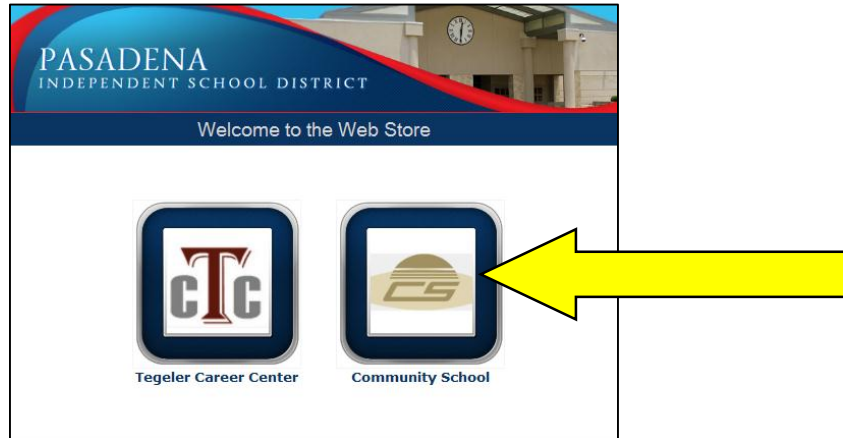 PASADENA
INDEPENDENT SCHOOL DISTRICT
Welcome to the Web Store
CTC
CS
Tegeler Career Center
Community School